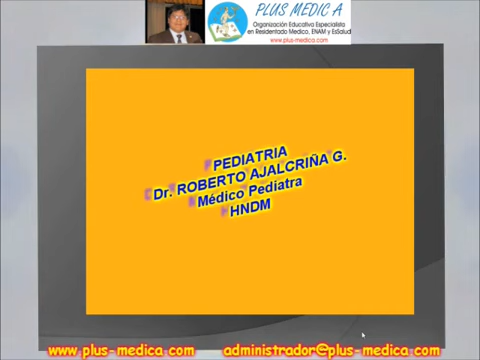 PLUS MEDIC A
Organización Educativa Especialista
en Residentado Medico, ENAM y EsSalud
www.plus-medica.com
PEDIATRIA
Dr. ROBERTO AJALCRIÑA G.
Médico Pediatra
HNDM
www.plus-medica.com administrador@plus-medica.com